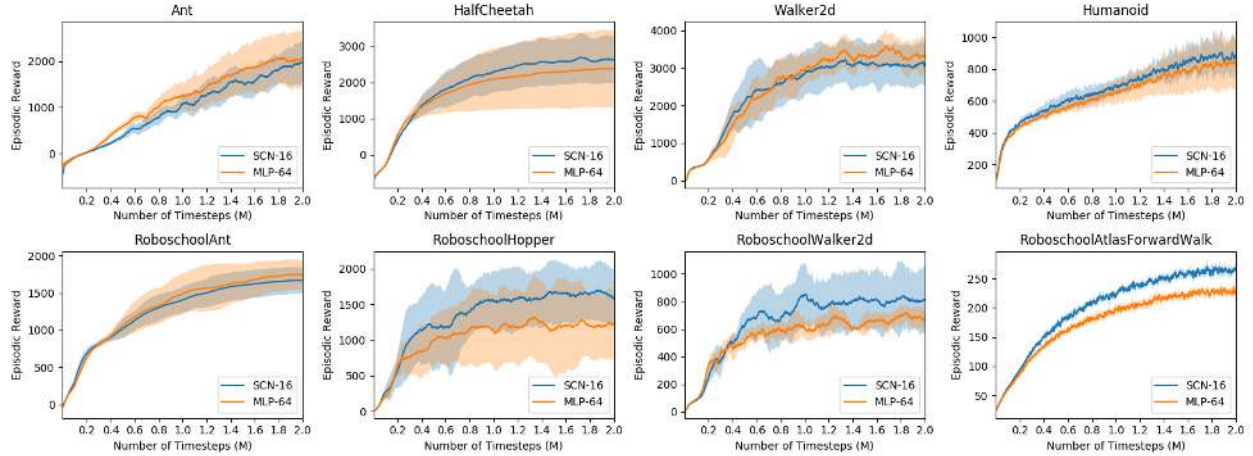 Ant
Episodic Reward
2000
1000
0
0.2 0.4 0.6 0.8 1.0 1.2 1.4 1.6 1.8 2.0
Number of Timesteps (M)
SCN-16
MLP-64
HalfCheetah
Episodic Reward
3000
2000
1000
0
0.2 0.4 0.6 0.8 1.0 1.2 1.4 1.6 1.8 2.0
Number of Timesteps (M)
SCN-16
MLP-64
Walker2d
Episodic Reward
4000
3000
2000
1000
0
0.2 0.4 0.6 0.8 1.0 1.2 1.4 1.6 1.8 2.0
Number of Timesteps (M)
SCN-16
MLP-64
Humanoid
Episodic Reward
1000
800
600
400
200
0.2 0.4 0.6 0.8 1.0 1.2 1.4 1.6 1.8 2.0
Number of Timesteps (M)
SCN-16
MLP-64
RoboschoolAnt
Episodic Reward
2000
1500
1000
500
0
0.2 0.4 0.6 0.8 1.0 1.2 1.4 1.6 1.8 2.0
Number of Timesteps (M)
SCN-16
MLP-64
RoboschoolHopper
Episodic Reward
2000
1500
1000
500
0
0.2 0.4 0.6 0.8 1.0 1.2 1.4 1.6 1.8 2.0
Number of Timesteps (M)
SCN-16
MLP-64
RoboschoolWalker2d
Episodic Reward
1000
800
600
400
200
0
0.2 0.4 0.6 0.8 1.0 1.2 1.4 1.6 1.8 2.0
Number of Timesteps (M)
SCN-16
MLP-64
RoboschoolAtlasForwardWalk
Episodic Reward
250
200
150
100
50
0.2 0.4 0.6 0.8 1.0 1.2 1.4 1.6 1.8 2.0
Number of Timesteps (M)
SCN-16
MLP-64